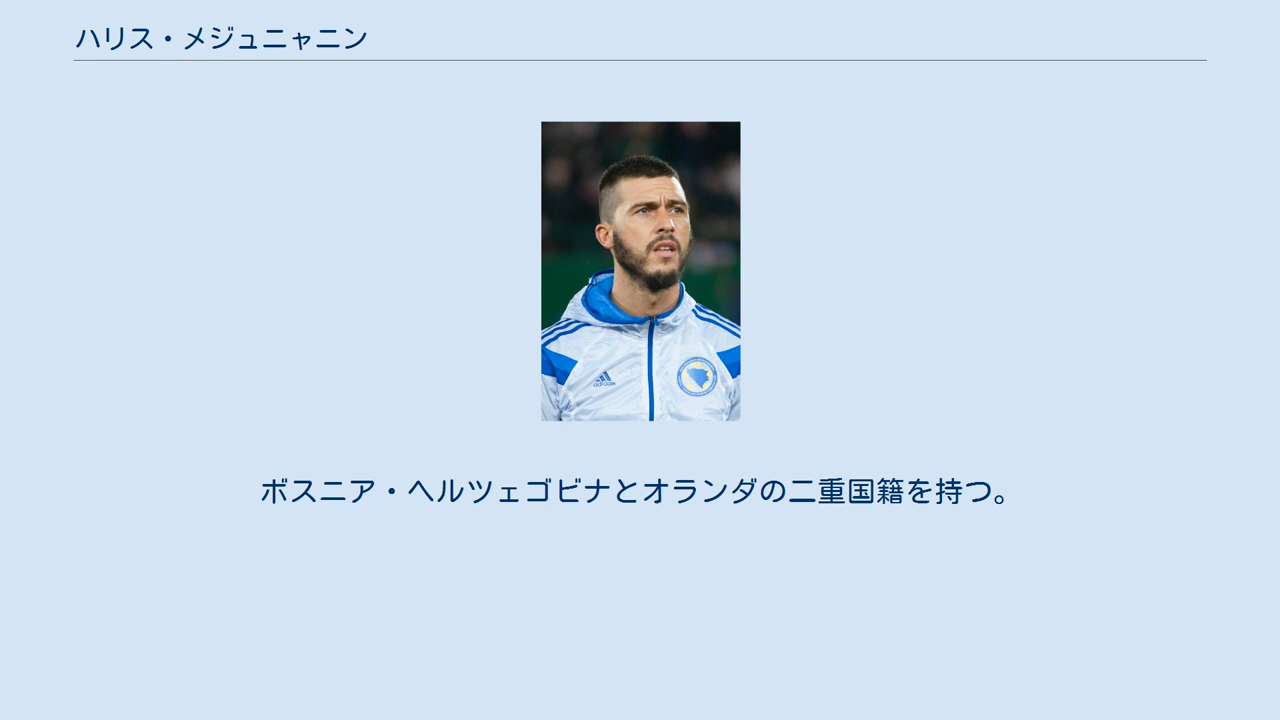 ハリス・メジュニャニン
adidas
ボスニア・ヘルツェゴビナとオランダの二重国籍を持つ。